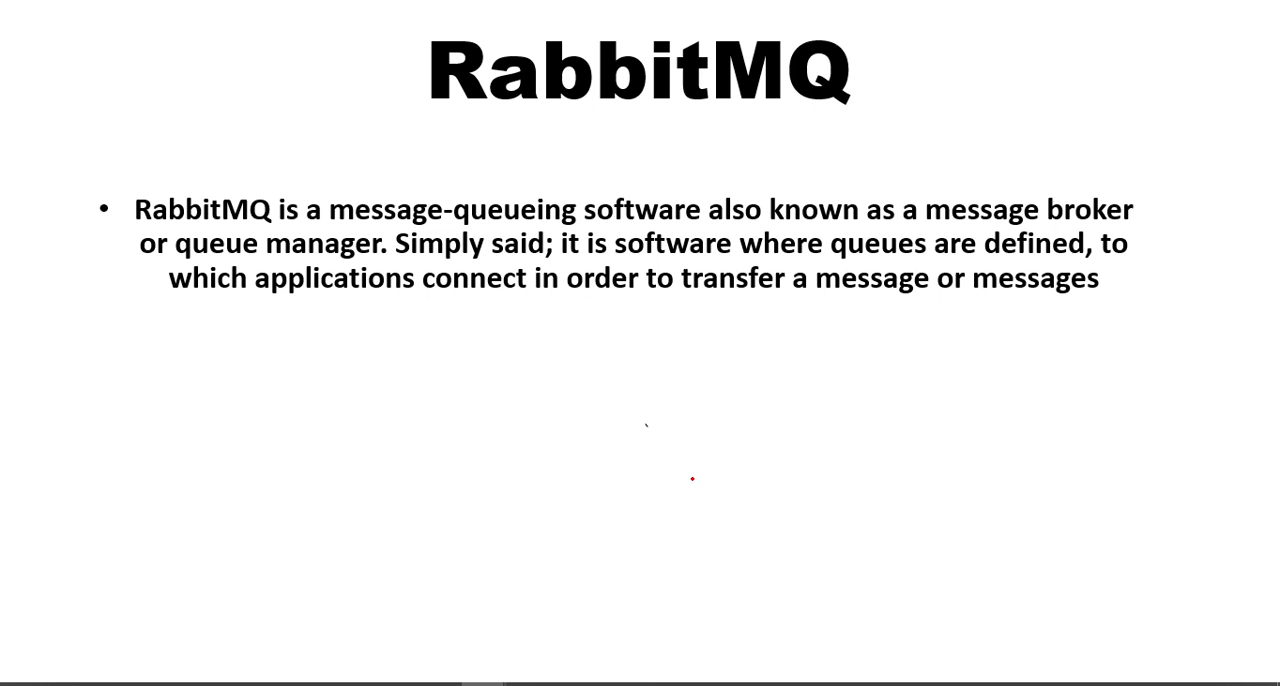 RabbitMQ
• RabbitMQ is a message-queueing software also known as a message broker
or queue manager. Simply said; it is software where queues are defined, to
which applications connect in order to transfer a message or messages